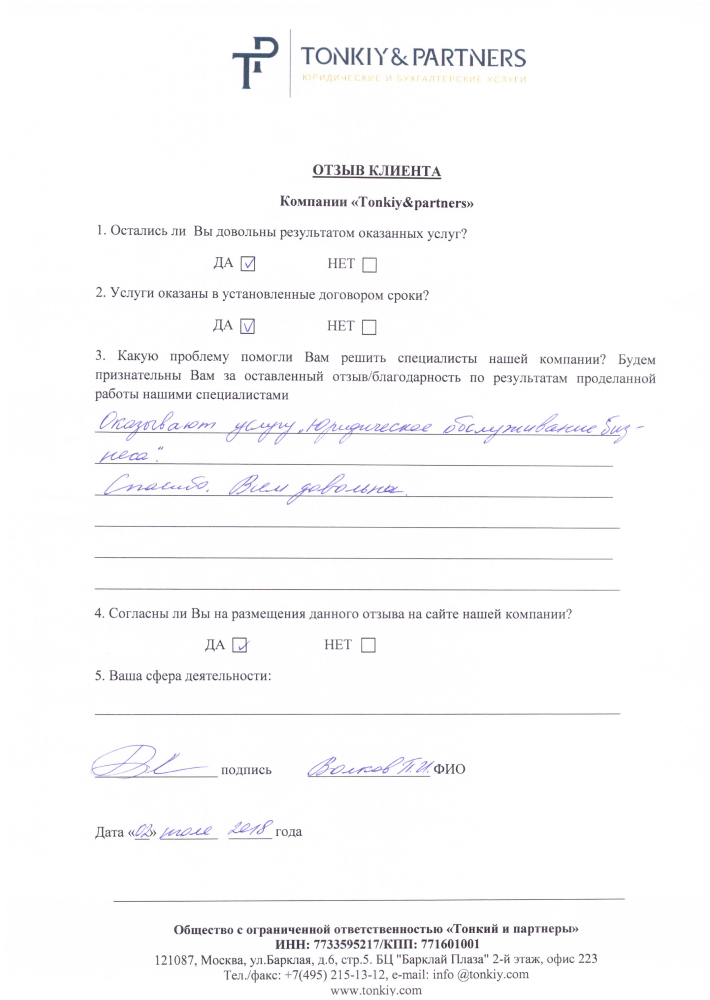 TONKIY & PARTNERS
ЮРИДИЧЕСКИЕ И БУХГАЛТЕРСКИЕ УСЛУГИ
ОТЗЫВ КЛИЕНТА
Компании «Tonkiy&partners»
1. Остались ли Вы довольны результатом оказанных услуг?
ДА НЕТ
2. Услуги оказаны в установленные договором сроки?
ДА НЕТ
3. Какую проблему помогли Вам решить специалисты нашей компании? Будем
признательны Вам за оставленный отзыв/благодарность по результатам проделанной
работы нашими специалистами
Оказывают услугу „Юридическое обслуживание биз-
неса".
Спасибо. Всем довольны.
4. Согласны ли Вы на размещения данного отзыва на сайте нашей компании?
ДА НЕТ
5. Ваша сфера деятельности:
подпись Волков П.И. ФИО
Дата «02» июля 2018 года
Общество с ограниченной ответственностью «Тонкий и партнеры»
ИНН: 7733595217/КПП: 771601001
121087, Москва, ул.Барклая, д.6, стр.5. БЦ "Барклай Плаза" 2-й этаж, офис 223
Тел./факс: +7(495) 215-13-12, e-mail: info @tonkiy.com
www.tonkiy.com